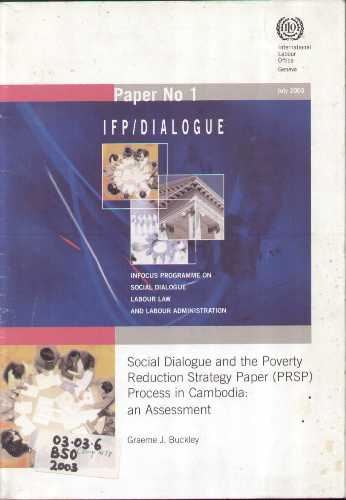 International
Labour
Office
Geneva
Paper No 1
July 2003
IFP/DIALOGUE
INFOCUS PROGRAMME ON
SOCIAL DIALOGUE
LABOUR LAW
AND LABOUR ADMINISTRATION
Social Dialogue and the Poverty
Reduction Strategy Paper (PRSP)
Process in Cambodia:
an Assessment
Graeme J. Buckley
03.03.6
B50
2003